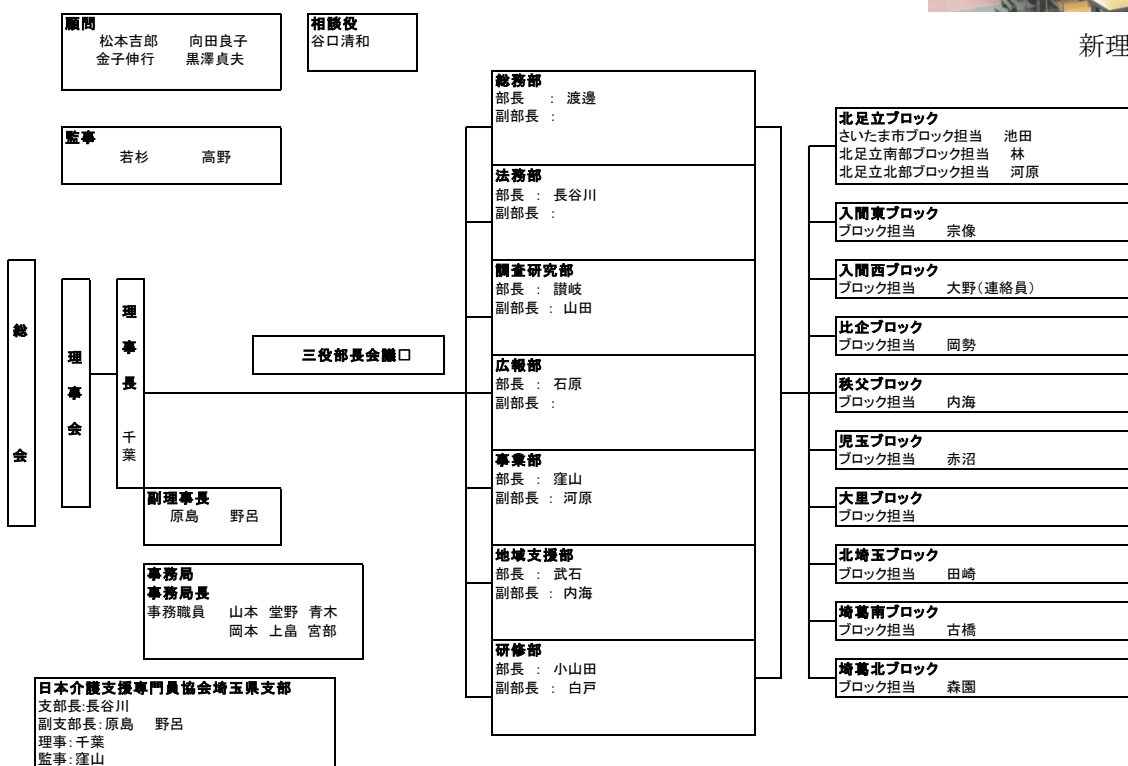 新理
顧問
松本吉郎　向田良子
金子伸行　黒澤貞夫
相談役
谷口清和
監事
若杉　高野
総会
理事会
理事長　千葉
副理事長
原島　野呂
事務局
事務局長
事務職員　山本 堂野 青木
岡本 上畠 宮部
日本介護支援専門員協会埼玉県支部
支部長:長谷川
副支部長:原島　野呂
理事:千葉
監事:窪山
三役部長会議□
総務部
部長　：　渡邊
副部長　：
法務部
部長　：　長谷川
副部長　：
調査研究部
部長　：　讃岐
副部長　：　山田
広報部
部長　：　石原
副部長　：
事業部
部長　：　窪山
副部長　：　河原
地域支援部
部長　：　武石
副部長　：　内海
研修部
部長　：　小山田
副部長　：　白戸
北足立ブロック
さいたま市ブロック担当　池田
北足立南部ブロック担当　林
北足立北部ブロック担当　河原
入間東ブロック
ブロック担当　宗像
入間西ブロック
ブロック担当　大野(連絡員)
比企ブロック
ブロック担当　岡勢
秩父ブロック
ブロック担当　内海
児玉ブロック
ブロック担当　赤沼
大里ブロック
ブロック担当
北埼玉ブロック
ブロック担当　田崎
埼葛南ブロック
ブロック担当　古橋
埼葛北ブロック
ブロック担当　森園